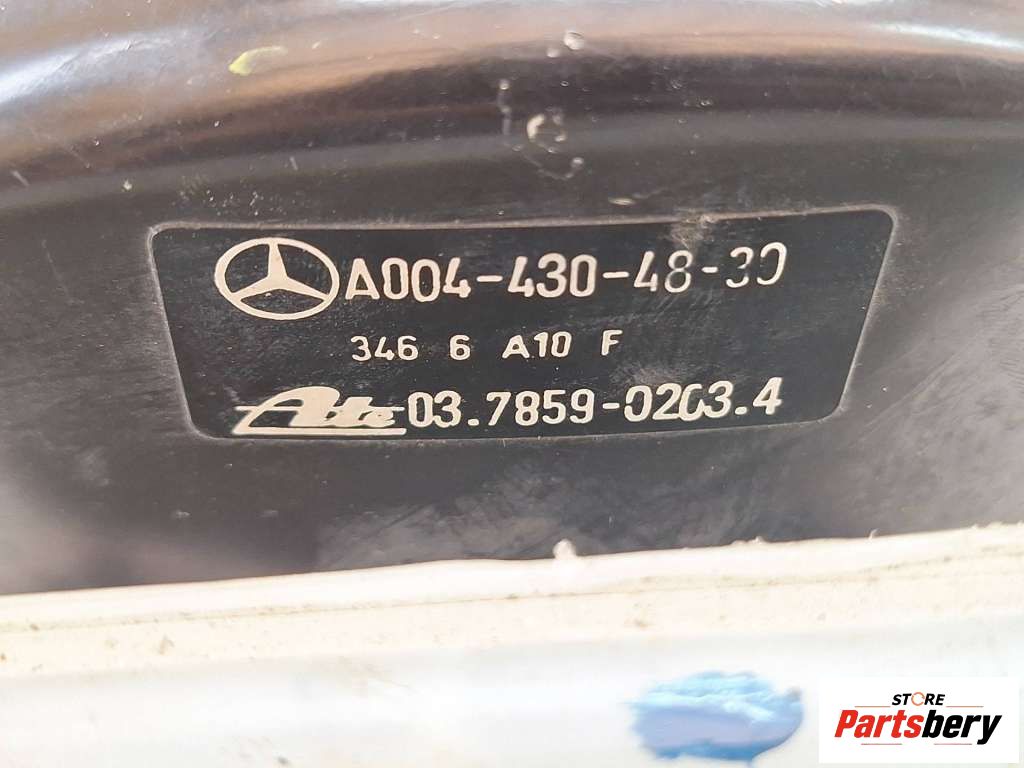 A004-430-48-30
346 6 A10 F
Ate 03.7859-0203.4
STORE
Partsbery